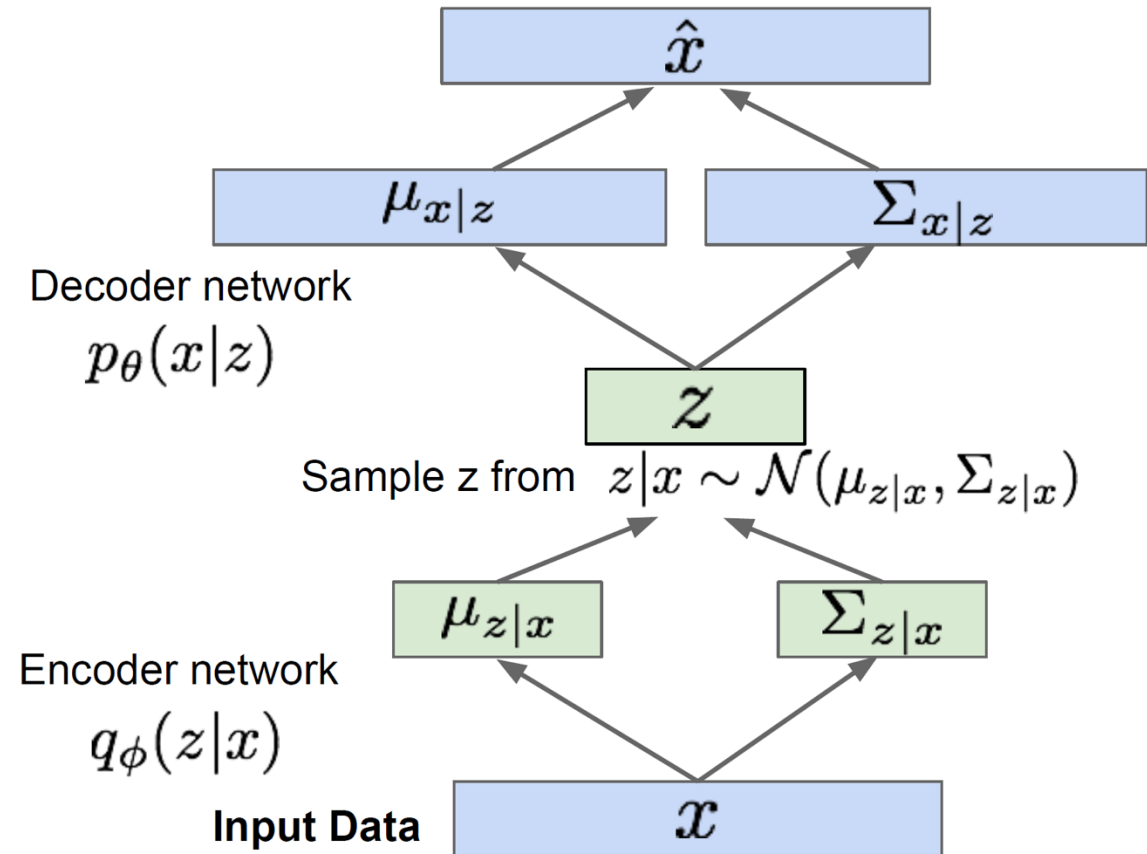 x̂
μ_{x|z}
Σ_{x|z}
Decoder network
p_θ(x|z)
z
Sample z from z|x ∼ 𝒩(μ_{z|x}, Σ_{z|x})
μ_{z|x}
Σ_{z|x}
Encoder network
q_ϕ(z|x)
Input Data
x